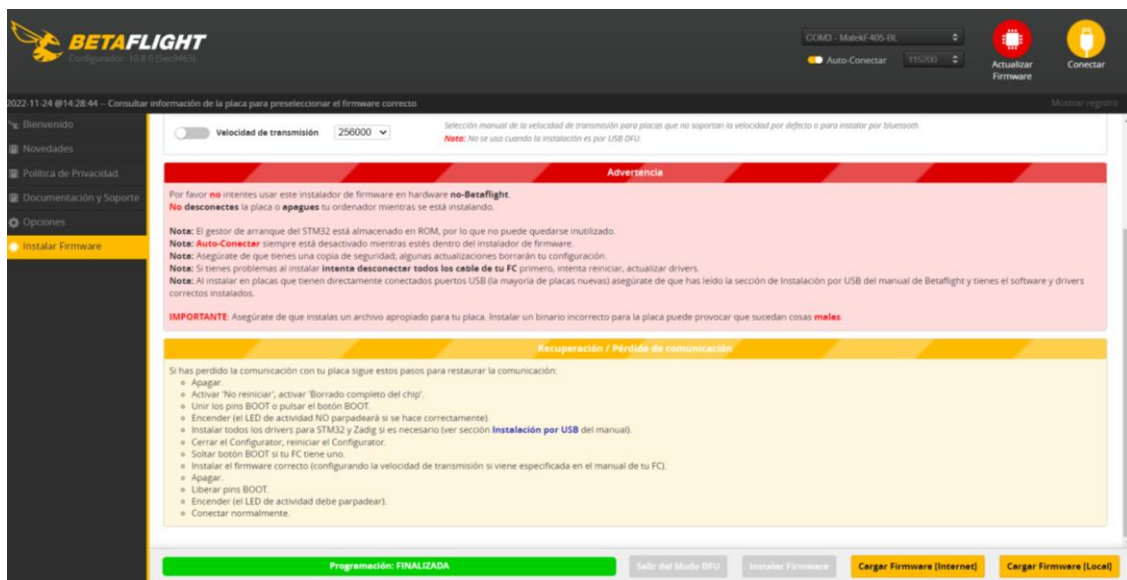 BETAFLIGHT
Configurador: 10.8.0 (5ec9465)
COM3 - MatekF405-BL
Auto-Conectar 115200
Actualizar Firmware
Conectar
2022-11-24 @14:28:44 -- Consultar información de la placa para preseleccionar el firmware correcto
Mostrar registro
Bienvenido
Novedades
Política de Privacidad
Documentación y Soporte
Opciones
Instalar Firmware
Velocidad de transmisión 256000
Selección manual de la velocidad de transmisión para placas que no soportan la velocidad por defecto o para instalar por bluetooth.
Nota: No se usa cuando la instalación es por USB DFU
Advertencia
Por favor no intentes usar este instalador de firmware en hardware no-Betaflight.
No desconectes la placa o apagues tu ordenador mientras se está instalando.
Nota: El gestor de arranque del STM32 está almacenado en ROM, por lo que no puede quedarse inutilizado.
Nota: Auto-Conectar siempre está desactivado mientras estés dentro del instalador de firmware.
Nota: Asegúrate de que tienes una copia de seguridad; algunas actualizaciones borrarán tu configuración.
Nota: Si tienes problemas al instalar intenta desconectar todos los cable de tu FC primero, intenta reiniciar, actualizar drivers.
Nota: Al instalar en placas que tienen directamente conectados puertos USB (la mayoría de placas nuevas) asegúrate de que has leído la sección de Instalación por USB del manual de Betaflight y tienes el software y drivers
correctos instalados.
IMPORTANTE: Asegúrate de que instalas un archivo apropiado para tu placa. Instalar un binario incorrecto para la placa puede provocar que sucedan cosas malas.
Recuperación / Pérdida de comunicación
Si has perdido la comunicación con tu placa sigue estos pasos para restaurar la comunicación:
Apagar.
Activar 'No reiniciar', activar 'Borrado completo del chip'.
Unir los pins BOOT o pulsar el botón BOOT.
Encender (el LED de actividad NO parpadeará si se hace correctamente).
Instalar todos los drivers para STM32 y Zadig si es necesario (ver sección Instalación por USB del manual).
Cerrar el Configurator, reiniciar el Configurator.
Soltar botón BOOT si tu FC tiene uno.
Instalar el firmware correcto (configurando la velocidad de transmisión si viene especificada en el manual de tu FC).
Apagar.
Liberar pins BOOT.
Encender (el LED de actividad debe parpadear).
Conectar normalmente.
Programación: FINALIZADA
Salir del Modo DFU
Instalar Firmware
Cargar Firmware [Internet]
Cargar Firmware [Local]